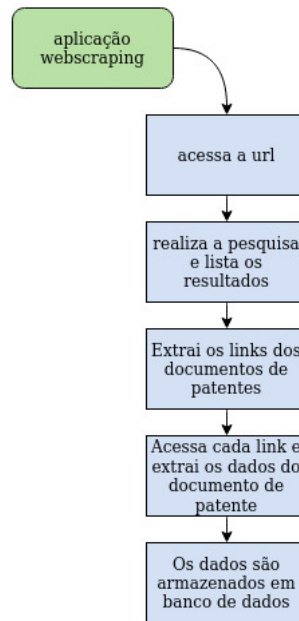 aplicação
webscraping
acessa a url
realiza a pesquisa
e lista os
resultados
Extrai os links dos
documentos de
patentes
Acessa cada link e
extrai os dados do
documento de
patente
Os dados são
armazenados em
banco de dados